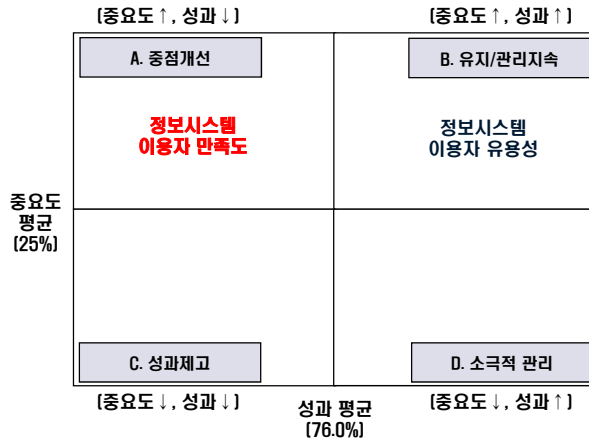 (중요도↑, 성과↓)
(중요도↑, 성과↑)
A. 중점개선
B. 유지/관리지속
정보시스템
이용자 만족도
정보시스템
이용자 유용성
중요도
평균
(25%)
C. 성과제고
D. 소극적 관리
(중요도↓, 성과↓)
성과 평균
(76.0%)
(중요도↓, 성과↑)